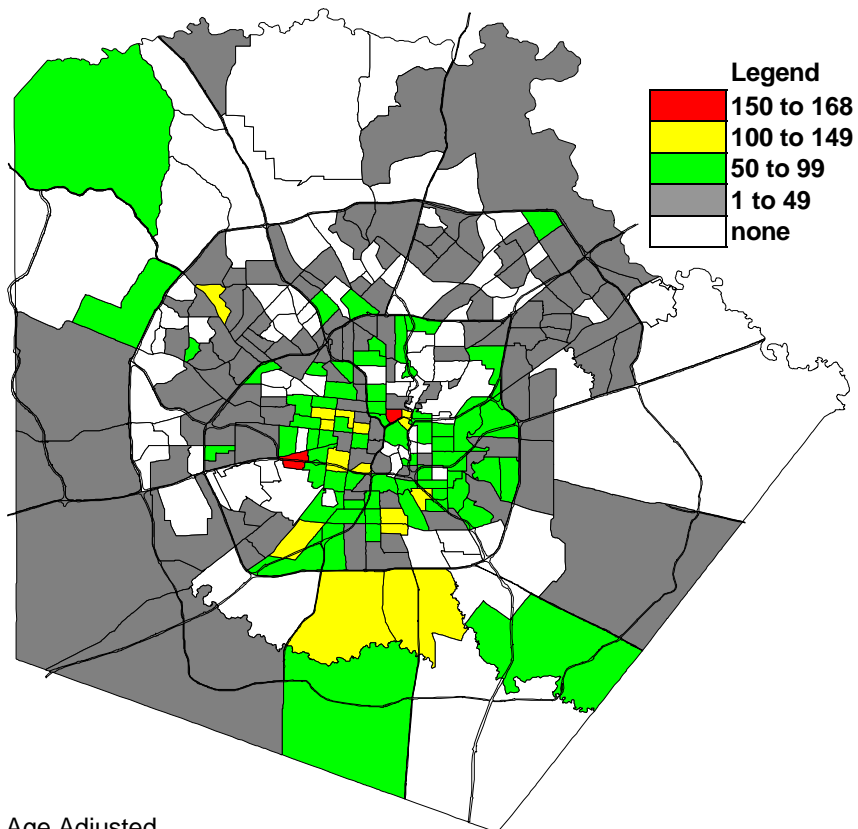 Legend
150 to 168
100 to 149
50 to 99
1 to 49
none
Age Adjusted